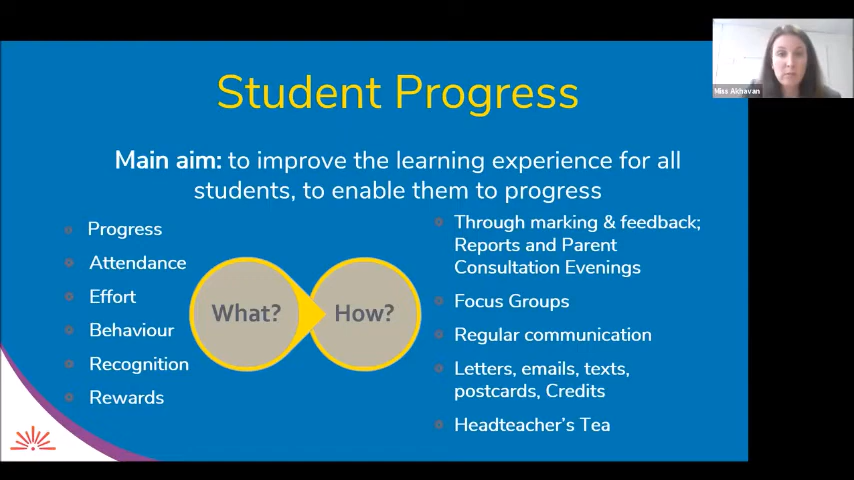 Student Progress
Main aim: to improve the learning experience for all
students, to enable them to progress
Progress
Attendance
Effort
Behaviour
Recognition
Rewards
What?
How?
Through marking & feedback;
Reports and Parent
Consultation Evenings
Focus Groups
Regular communication
Letters, emails, texts,
postcards, Credits
Headteacher's Tea
Miss Akhavan